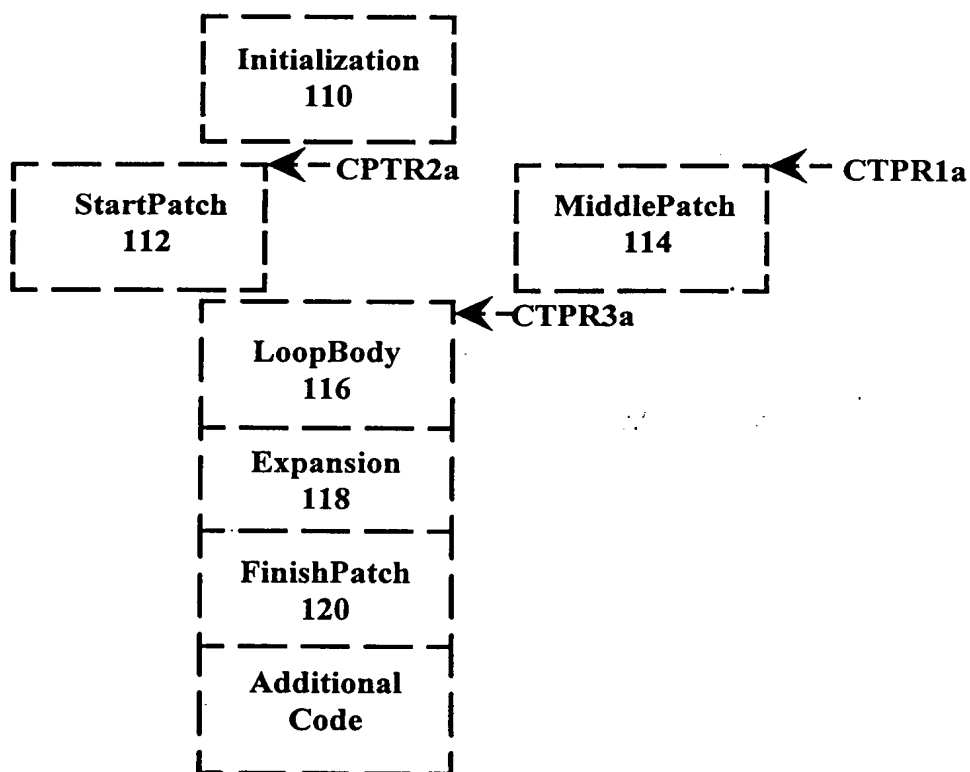 Initialization
110
CPTR2a
CTPR1a
StartPatch
112
MiddlePatch
114
CTPR3a
LoopBody
116
Expansion
118
FinishPatch
120
Additional
Code